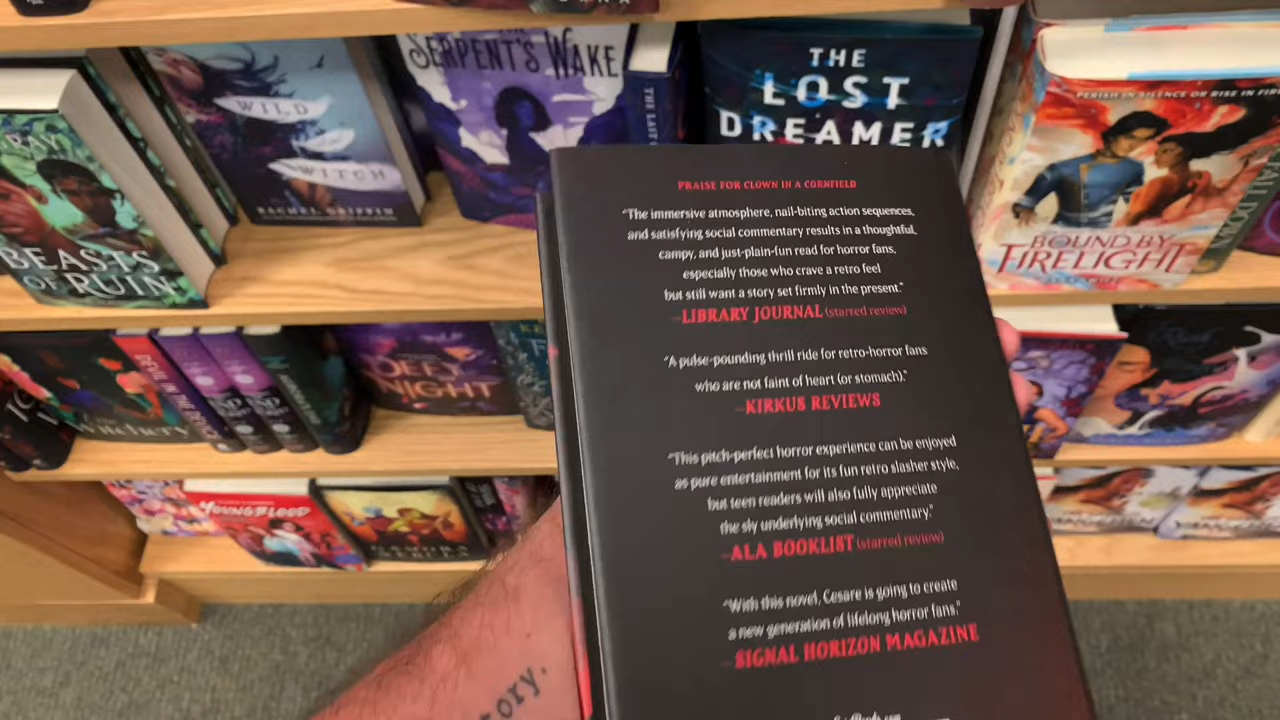 SERPENT'S WAKE
THE
LOST
DREAMER
WILD
WITCH
RACHEL GRIFFIN
RAY
BEASTS
OF RUIN
PERISH IN SILENCE OR RISE IN FIRE
BOUND BY
FIRELIGHT
PRAISE FOR CLOWN IN A CORNFIELD
“The immersive atmosphere, nail-biting action sequences,
and satisfying social commentary results in a thoughtful,
campy, and just-plain-fun read for horror fans,
especially those who crave a retro feel
but still want a story set firmly in the present.”
—LIBRARY JOURNAL (starred review)
“A pulse-pounding thrill ride for retro-horror fans
who are not faint of heart (or stomach).”
—KIRKUS REVIEWS
“This pitch-perfect horror experience can be enjoyed
as pure entertainment for its fun retro slasher style,
but teen readers will also fully appreciate
the sly underlying social commentary.”
—ALA BOOKLIST (starred review)
“With this novel, Cesare is going to create
a new generation of lifelong horror fans.”
—SIGNAL HORIZON MAGAZINE
DEFY
NIGHT
Witchery
YOUNGBLOOD
tory.